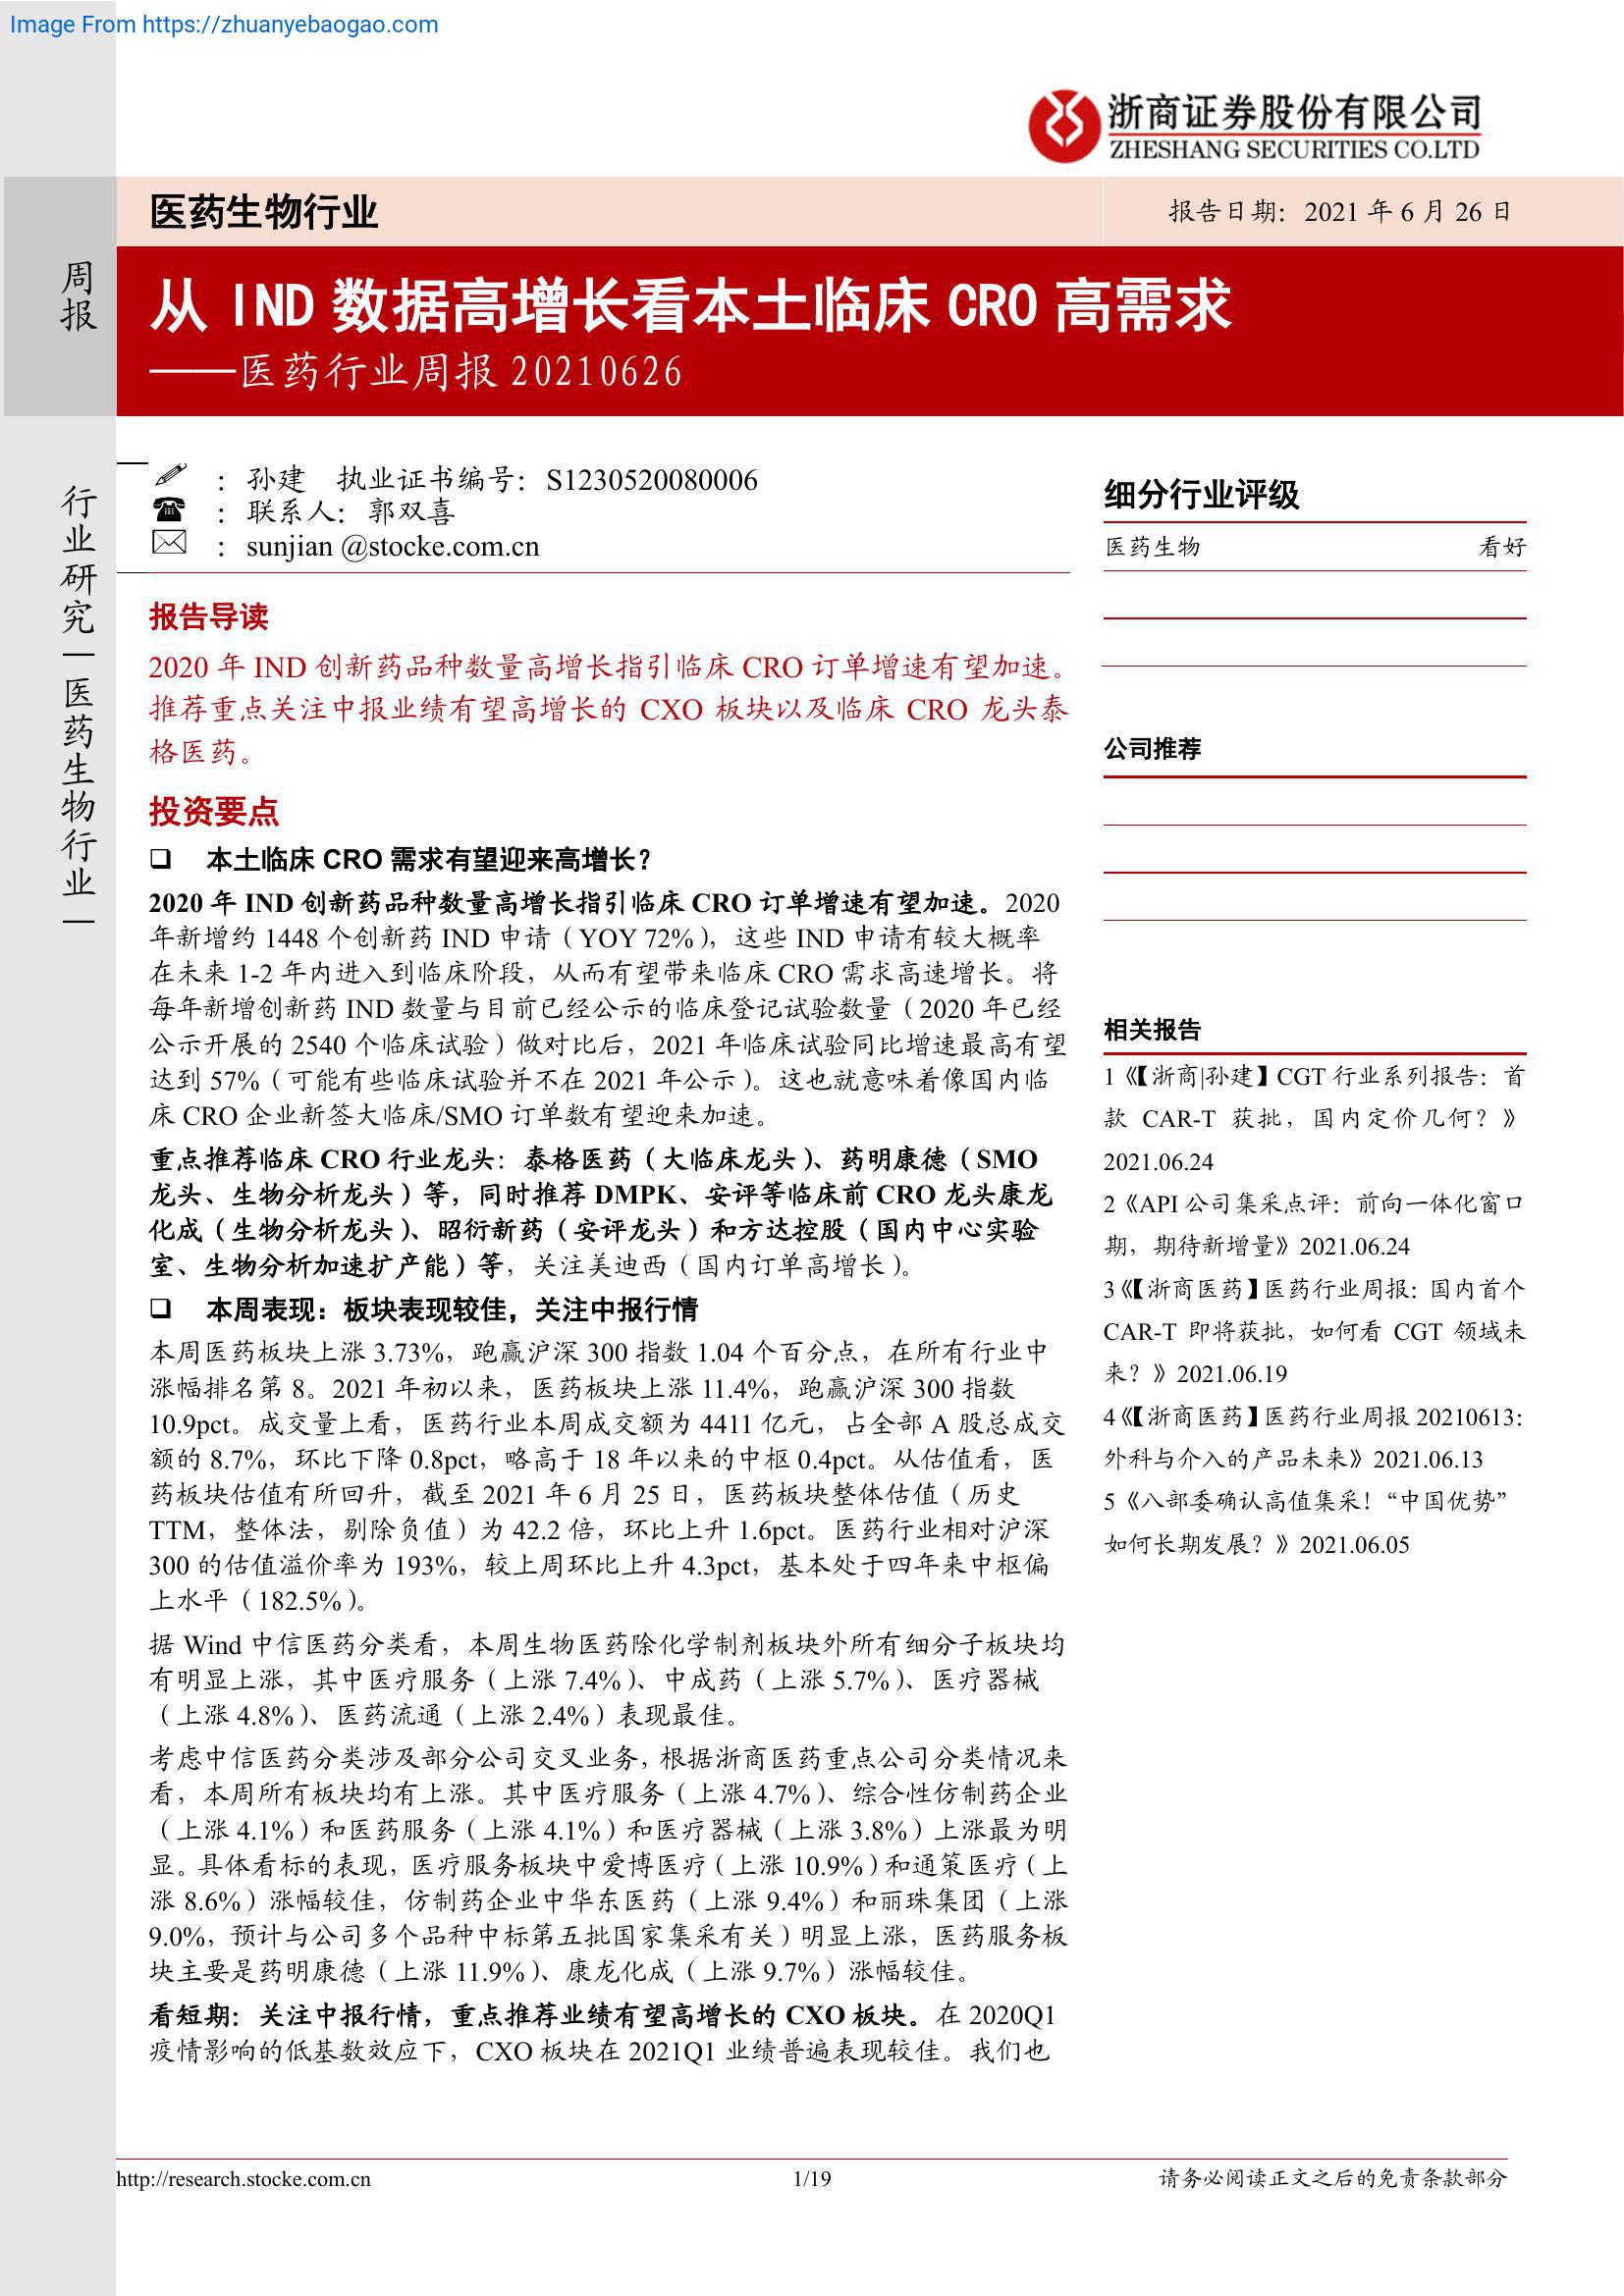 Image From https://zhuanyebaogao.com
浙商证券股份有限公司
ZHESHANG SECURITIES CO.LTD
医药生物行业
报告日期：2021 年 6 月 26 日
周报
从 IND 数据高增长看本土临床 CRO 高需求
——医药行业周报 20210626
行业研究｜医药生物行业｜
：孙建 执业证书编号：S1230520080006
：联系人：郭双喜
：sunjian @stocke.com.cn
报告导读
2020 年 IND 创新药品种数量高增长指引临床 CRO 订单增速有望加速。
推荐重点关注中报业绩有望高增长的 CXO 板块以及临床 CRO 龙头泰
格医药。
投资要点
❑ 本土临床 CRO 需求有望迎来高增长？
2020 年 IND 创新药品种数量高增长指引临床 CRO 订单增速有望加速。2020
年新增约 1448 个创新药 IND 申请（YOY 72%），这些 IND 申请有较大概率
在未来 1-2 年内进入到临床阶段，从而有望带来临床 CRO 需求高速增长。将
每年新增创新药 IND 数量与目前已经公示的临床登记试验数量（2020 年已经
公示开展的 2540 个临床试验）做对比后，2021 年临床试验同比增速最高有望
达到 57%（可能有些临床试验并不在 2021 年公示）。这也就意味着像国内临
床 CRO 企业新签大临床/SMO 订单数有望迎来加速。
重点推荐临床 CRO 行业龙头：泰格医药（大临床龙头）、药明康德（SMO
龙头、生物分析龙头）等，同时推荐 DMPK、安评等临床前 CRO 龙头康龙
化成（生物分析龙头）、昭衍新药（安评龙头）和方达控股（国内中心实验
室、生物分析加速扩产能）等，关注美迪西（国内订单高增长）。
❑ 本周表现：板块表现较佳，关注中报行情
本周医药板块上涨 3.73%，跑赢沪深 300 指数 1.04 个百分点，在所有行业中
涨幅排名第 8。2021 年初以来，医药板块上涨 11.4%，跑赢沪深 300 指数
10.9pct。成交量上看，医药行业本周成交额为 4411 亿元，占全部 A 股总成交
额的 8.7%，环比下降 0.8pct，略高于 18 年以来的中枢 0.4pct。从估值看，医
药板块估值有所回升，截至 2021 年 6 月 25 日，医药板块整体估值（历史
TTM，整体法，剔除负值）为 42.2 倍，环比上升 1.6pct。医药行业相对沪深
300 的估值溢价率为 193%，较上周环比上升 4.3pct，基本处于四年来中枢偏
上水平（182.5%）。
据 Wind 中信医药分类看，本周生物医药除化学制剂板块外所有细分子板块均
有明显上涨，其中医疗服务（上涨 7.4%）、中成药（上涨 5.7%）、医疗器械
（上涨 4.8%）、医药流通（上涨 2.4%）表现最佳。
考虑中信医药分类涉及部分公司交叉业务，根据浙商医药重点公司分类情况来
看，本周所有板块均有上涨。其中医疗服务（上涨 4.7%）、综合性仿制药企业
（上涨 4.1%）和医药服务（上涨 4.1%）和医疗器械（上涨 3.8%）上涨最为明
显。具体看标的表现，医疗服务板块中爱博医疗（上涨 10.9%）和通策医疗（上
涨 8.6%）涨幅较佳，仿制药企业中华东医药（上涨 9.4%）和丽珠集团（上涨
9.0%，预计与公司多个品种中标第五批国家集采有关）明显上涨，医药服务板
块主要是药明康德（上涨 11.9%）、康龙化成（上涨 9.7%）涨幅较佳。
看短期：关注中报行情，重点推荐业绩有望高增长的 CXO 板块。在 2020Q1
疫情影响的低基数效应下，CXO 板块在 2021Q1 业绩普遍表现较佳。我们也
细分行业评级
医药生物 看好
公司推荐
相关报告
1《【浙商|孙建】CGT 行业系列报告：首
款 CAR-T 获批，国内定价几何？》
2021.06.24
2《API 公司集采点评：前向一体化窗口
期，期待新增量》2021.06.24
3《【浙商医药】医药行业周报：国内首个
CAR-T 即将获批，如何看 CGT 领域未
来？》2021.06.19
4《【浙商医药】医药行业周报 20210613：
外科与介入的产品未来》2021.06.13
5《八部委确认高值集采！“中国优势”
如何长期发展？》2021.06.05
http://research.stocke.com.cn
1/19
请务必阅读正文之后的免责条款部分